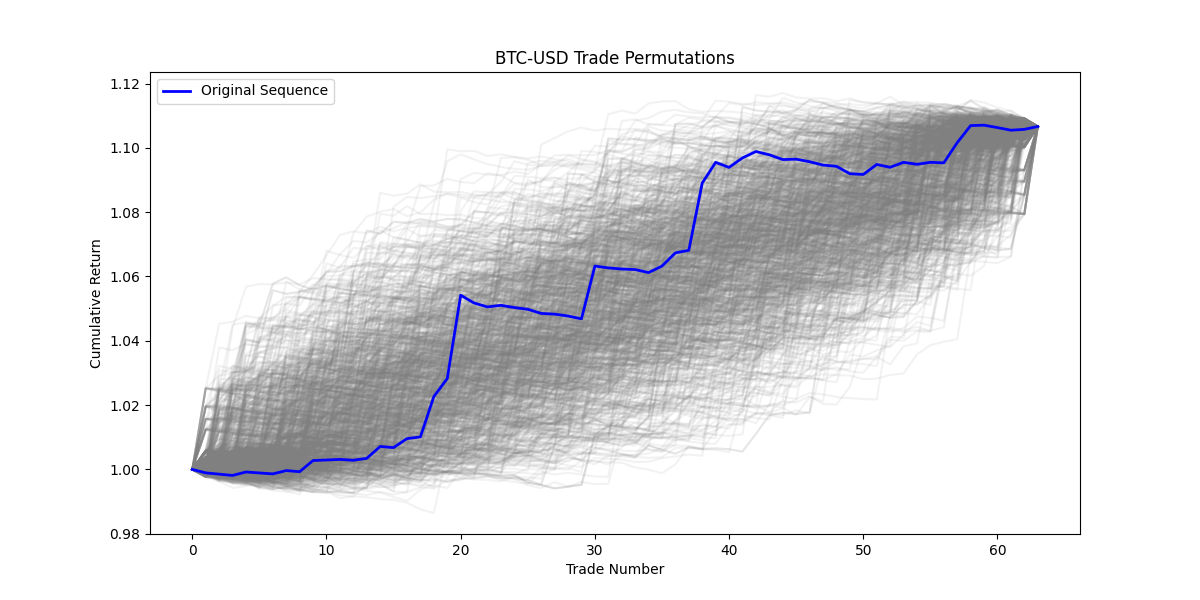 BTC-USD Trade Permutations
Original Sequence
Cumulative Return
1.12
1.10
1.08
1.06
1.04
1.02
1.00
0.98
0 10 20 30 40 50 60
Trade Number